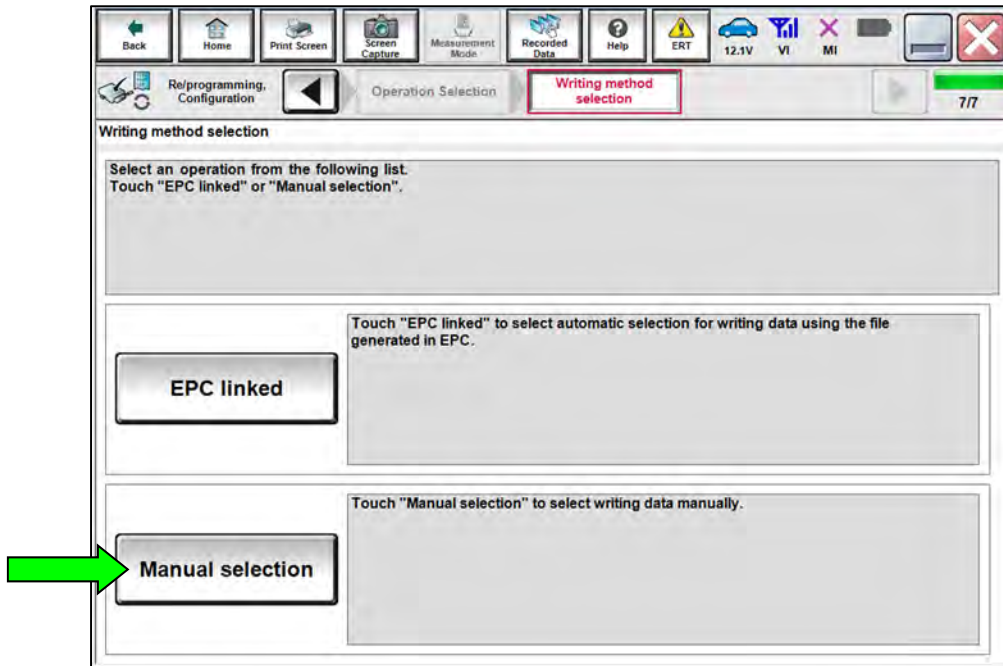 Back
Home
Print Screen
Screen
Capture
Measurement
Mode
Recorded
Data
Help
ERT
12.1V
VI
MI
Re/programming,
Configuration
Operation Selection
Writing method
selection
7/7
Writing method selection
Select an operation from the following list.
Touch "EPC linked" or "Manual selection".
EPC linked
Touch "EPC linked" to select automatic selection for writing data using the file
generated in EPC.
Manual selection
Touch "Manual selection" to select writing data manually.